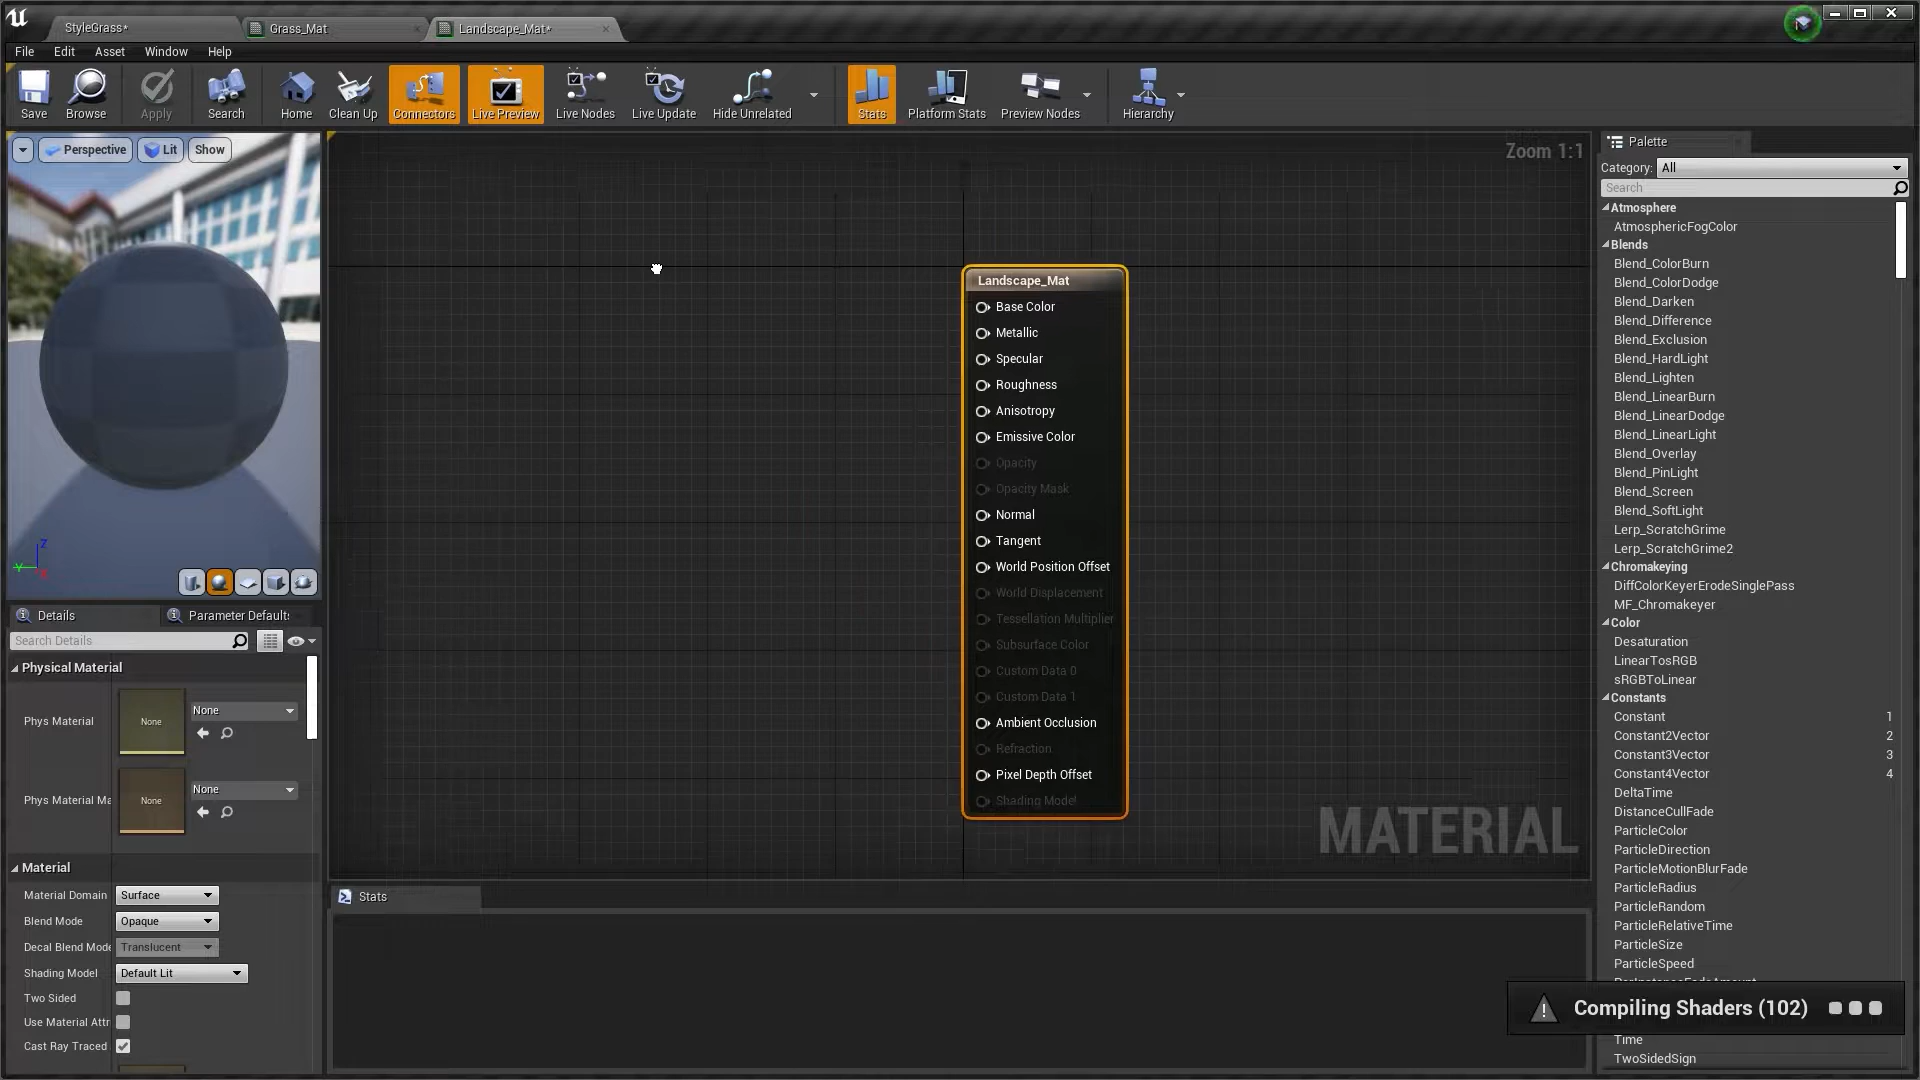 StyleGrass*
Grass_Mat
Landscape_Mat*
File
Edit
Asset
Window
Help
Save
Browse
Apply
Search
Home
Clean Up
Connectors
Live Preview
Live Nodes
Live Update
Hide Unrelated
Stats
Platform Stats
Preview Nodes
Hierarchy
Perspective
Lit
Show
Z
Y
X
Details
Parameter Defaults
Search Details
Physical Material
Phys Material
None
None
Phys Material Ma
None
None
Material
Material Domain
Surface
Blend Mode
Opaque
Decal Blend Mode
Translucent
Shading Model
Default Lit
Two Sided
Use Material Attr
Cast Ray Traced
Zoom 1:1
Landscape_Mat
Base Color
Metallic
Specular
Roughness
Anisotropy
Emissive Color
Opacity
Opacity Mask
Normal
Tangent
World Position Offset
World Displacement
Tessellation Multiplier
Subsurface Color
Custom Data 0
Custom Data 1
Ambient Occlusion
Refraction
Pixel Depth Offset
Shading Model
MATERIAL
Stats
Palette
Category: All
Search
Atmosphere
AtmosphericFogColor
Blends
Blend_ColorBurn
Blend_ColorDodge
Blend_Darken
Blend_Difference
Blend_Exclusion
Blend_HardLight
Blend_Lighten
Blend_LinearBurn
Blend_LinearDodge
Blend_LinearLight
Blend_Overlay
Blend_PinLight
Blend_Screen
Blend_SoftLight
Lerp_ScratchGrime
Lerp_ScratchGrime2
Chromakeying
DiffColorKeyerErodeSinglePass
MF_Chromakeyer
Color
Desaturation
LinearTosRGB
sRGBToLinear
Constants
Constant 1
Constant2Vector 2
Constant3Vector 3
Constant4Vector 4
DeltaTime
DistanceCullFade
ParticleColor
ParticleDirection
ParticleMotionBlurFade
ParticleRadius
ParticleRandom
ParticleRelativeTime
ParticleSize
ParticleSpeed
Compiling Shaders (102)
Time
TwoSidedSign